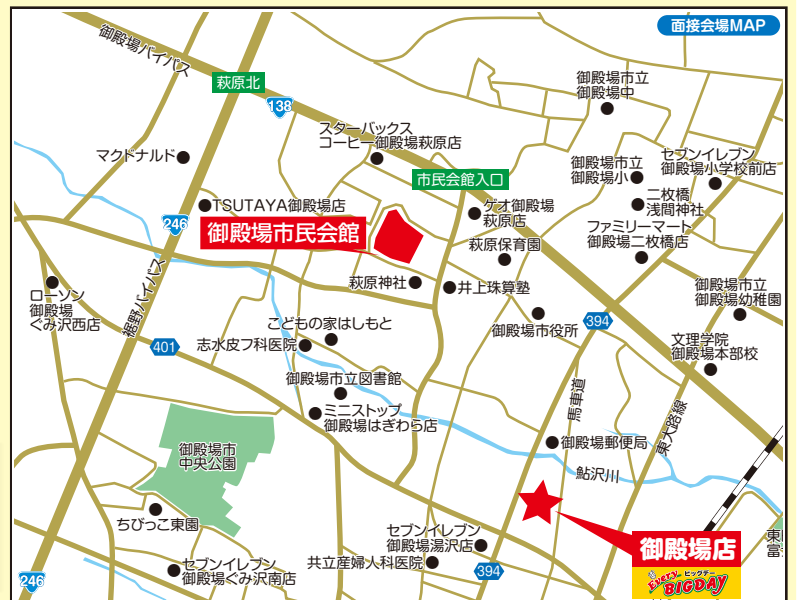 面接会場MAP
御殿場バイパス
萩原北
138
御殿場市立
御殿場中
スターバックス
コーヒー御殿場萩原店
マクドナルド
市民会館入口
御殿場市立
御殿場小
セブンイレブン
御殿場小学校前店
TSUTAYA御殿場店
246
御殿場市民会館
ゲオ御殿場
萩原店
二枚橋
浅間神社
ファミリーマート
御殿場二枚橋店
萩原保育園
萩原神社
井上珠算塾
ローソン
御殿場
ぐみ沢西店
裾野バイパス
御殿場市立
御殿場幼稚園
こどもの家はしもと
御殿場市役所
394
志水皮フ科医院
401
文理学院
御殿場本部校
御殿場市立図書館
ミニストップ
御殿場はぎわら店
馬車道
東大路線
御殿場市
中央公園
御殿場郵便局
鮎沢川
ちびっこ東園
セブンイレブン
御殿場湯沢店
御殿場店
セブンイレブン
御殿場ぐみ沢南店
共立産婦人科医院
394
246
Every ビッグデー
BIGDAY